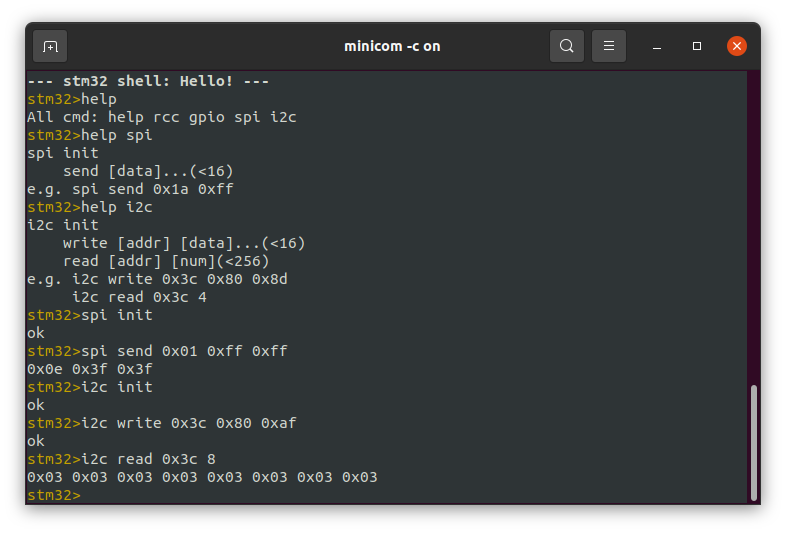 minicom -c on
--- stm32 shell: Hello! ---
stm32>help
All cmd: help rcc gpio spi i2c
stm32>help spi
spi init
    send [data]...(<16)
e.g. spi send 0x1a 0xff
stm32>help i2c
i2c init
    write [addr] [data]...(<16)
    read [addr] [num](<256)
e.g. i2c write 0x3c 0x80 0x8d
     i2c read 0x3c 4
stm32>spi init
ok
stm32>spi send 0x01 0xff 0xff
0x0e 0x3f 0x3f
stm32>i2c init
ok
stm32>i2c write 0x3c 0x80 0xaf
ok
stm32>i2c read 0x3c 8
0x03 0x03 0x03 0x03 0x03 0x03 0x03 0x03
stm32>